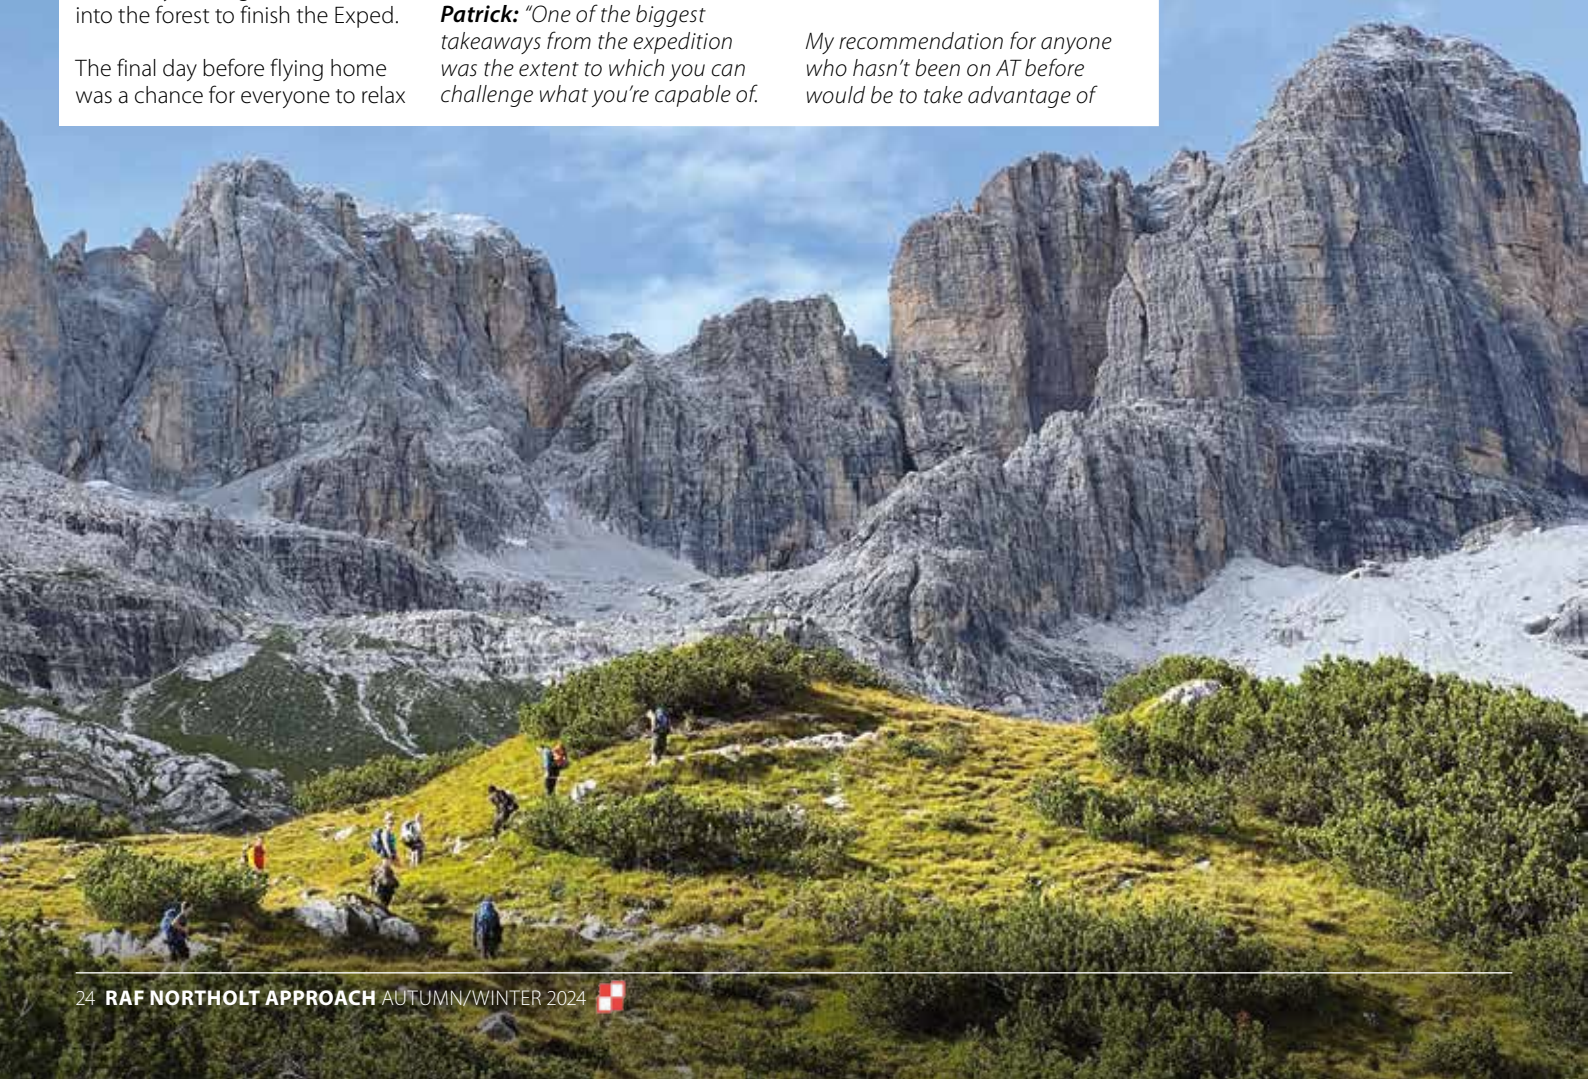 into the forest to finish the Exped.
The final day before flying home
was a chance for everyone to relax
Patrick: “One of the biggest
takeaways from the expedition
was the extent to which you can
challenge what you’re capable of.
My recommendation for anyone
who hasn’t been on AT before
would be to take advantage of
24 RAF NORTHOLT APPROACH AUTUMN/WINTER 2024